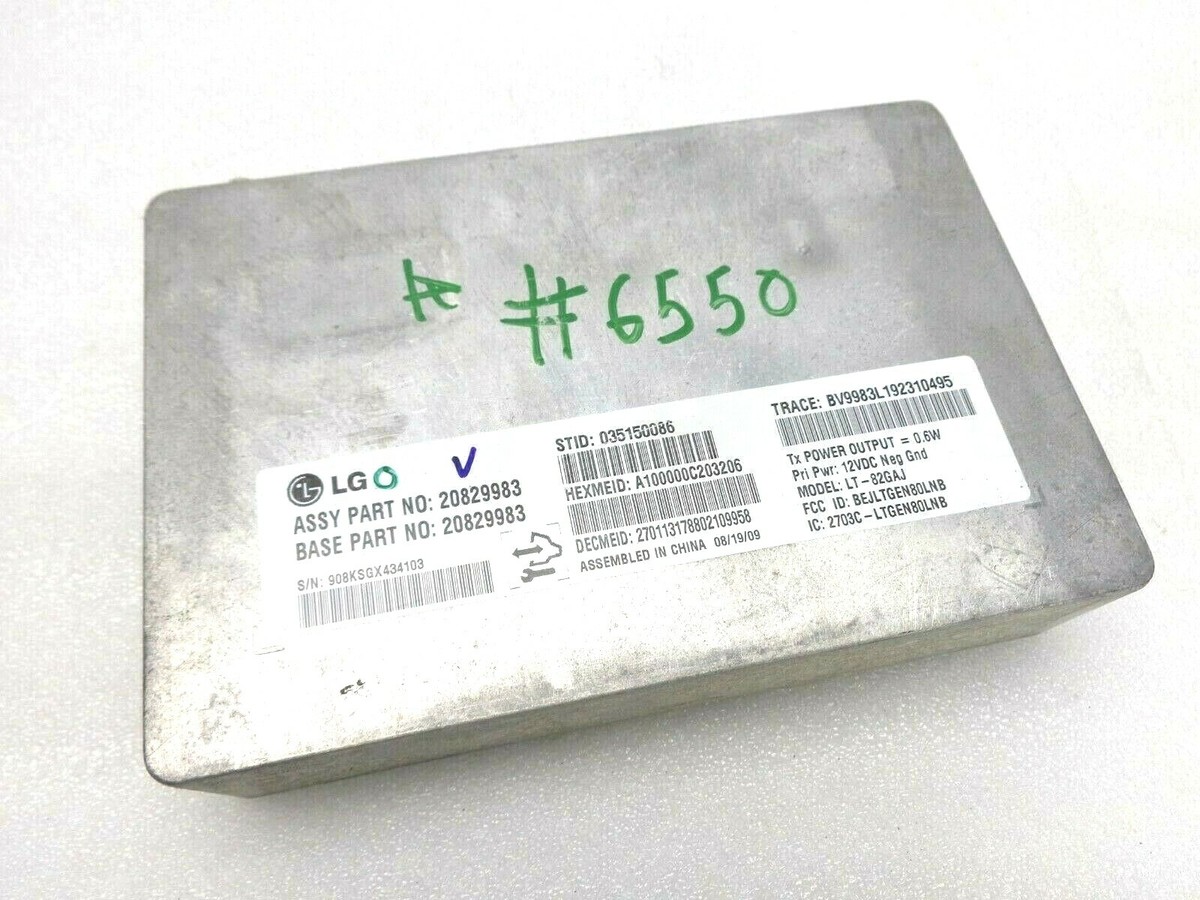 A #6550
LG O V
ASSY PART NO: 20829983
BASE PART NO: 20829983
S/N: 908KSGX434103
STID: 035150086
HEXMEID: A100000C203206
DECMEID: 270113178802109958
ASSEMBLED IN CHINA 08/19/09
TRACE: BV9983L192310495
Tx POWER OUTPUT = 0.6W
Pri Pwr: 12VDC Neg Gnd
MODEL: LT-82GAJ
FCC ID: BEJLTGEN80LNB
IC: 2703C-LTGEN80LNB